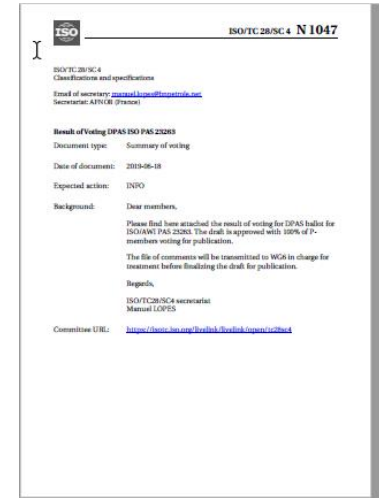 ISO
ISO/TC 28/SC 4 N 1047
ISO/TC 28/SC 4
Classifications and specifications
Email of secretary: manuel.lopes@bnpetrole.net
Secretariat: AFNOR (France)
Result of Voting DPAS ISO PAS 23263
Document type: Summary of voting
Date of document: 2019-06-18
Expected action: INFO
Background: Dear members,
Please find here attached the result of voting for DPAS ballot for
ISO/AWI PAS 23263. The draft is approved with 100% of P-
members voting for publication.
The file of comments will be transmitted to WG6 in charge for
treatment before finalizing the draft for publication.
Regards,
ISO/TC28/SC4 secretariat
Manuel LOPES
Committee URL: https://isotc.iso.org/livelink/livelink/open/tc28sc4